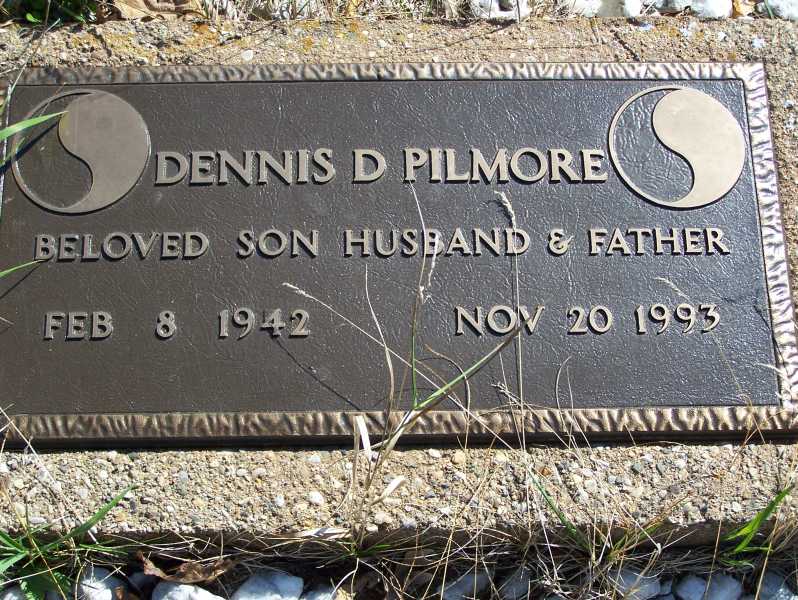 DENNIS D PILMORE
BELOVED SON HUSBAND & FATHER
FEB 8 1942 NOV 20 1993